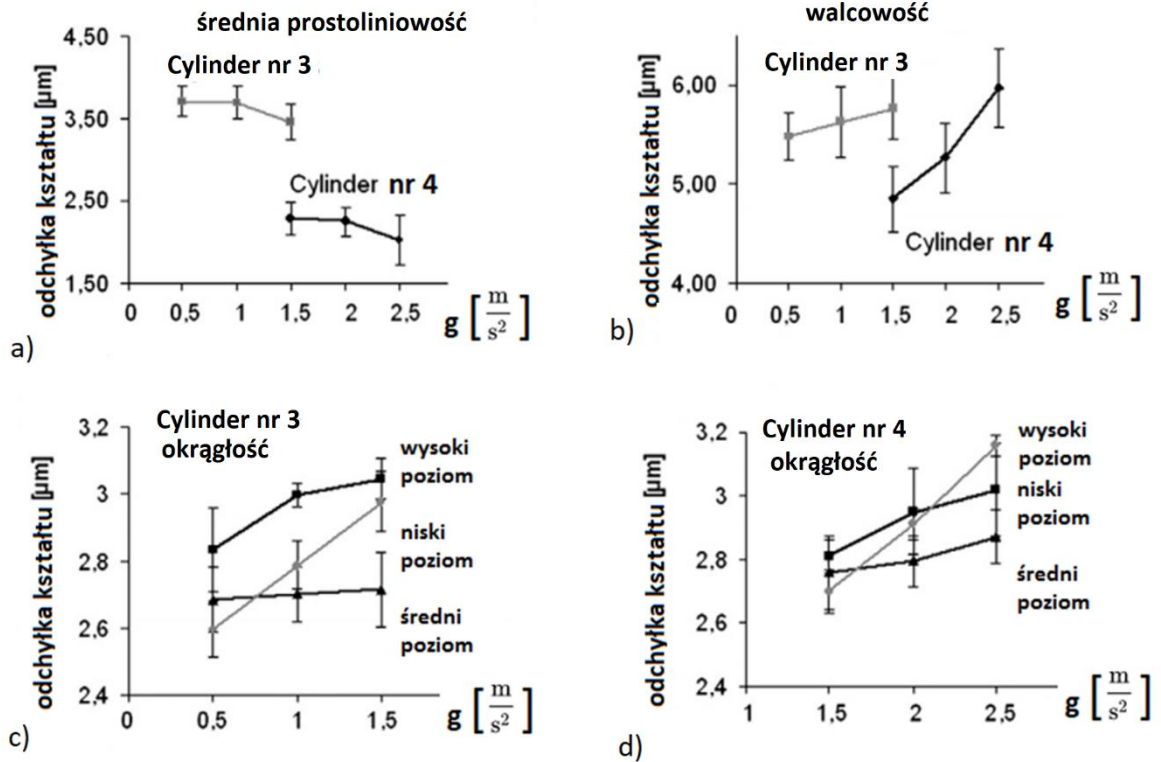 średnia prostoliniowość
4,50
3,50
2,50
1,50
odchyłka kształtu [µm]
Cylinder nr 3
Cylinder nr 4
0 0,5 1 1,5 2 2,5
g [ m/s² ]
a)
walcowość
6,00
5,00
4,00
odchyłka kształtu [µm]
Cylinder nr 3
Cylinder nr 4
0 0,5 1 1,5 2 2,5
g [ m/s² ]
b)
Cylinder nr 3
okrągłość
3,2
3
2,8
2,6
2,4
odchyłka kształtu [µm]
wysoki
poziom
niski
poziom
średni
poziom
0 0,5 1 1,5
g [ m/s² ]
c)
Cylinder nr 4
okrągłość
3,2
3
2,8
2,6
2,4
odchyłka kształtu [µm]
wysoki
poziom
niski
poziom
średni
poziom
1 1,5 2 2,5
g [ m/s² ]
d)